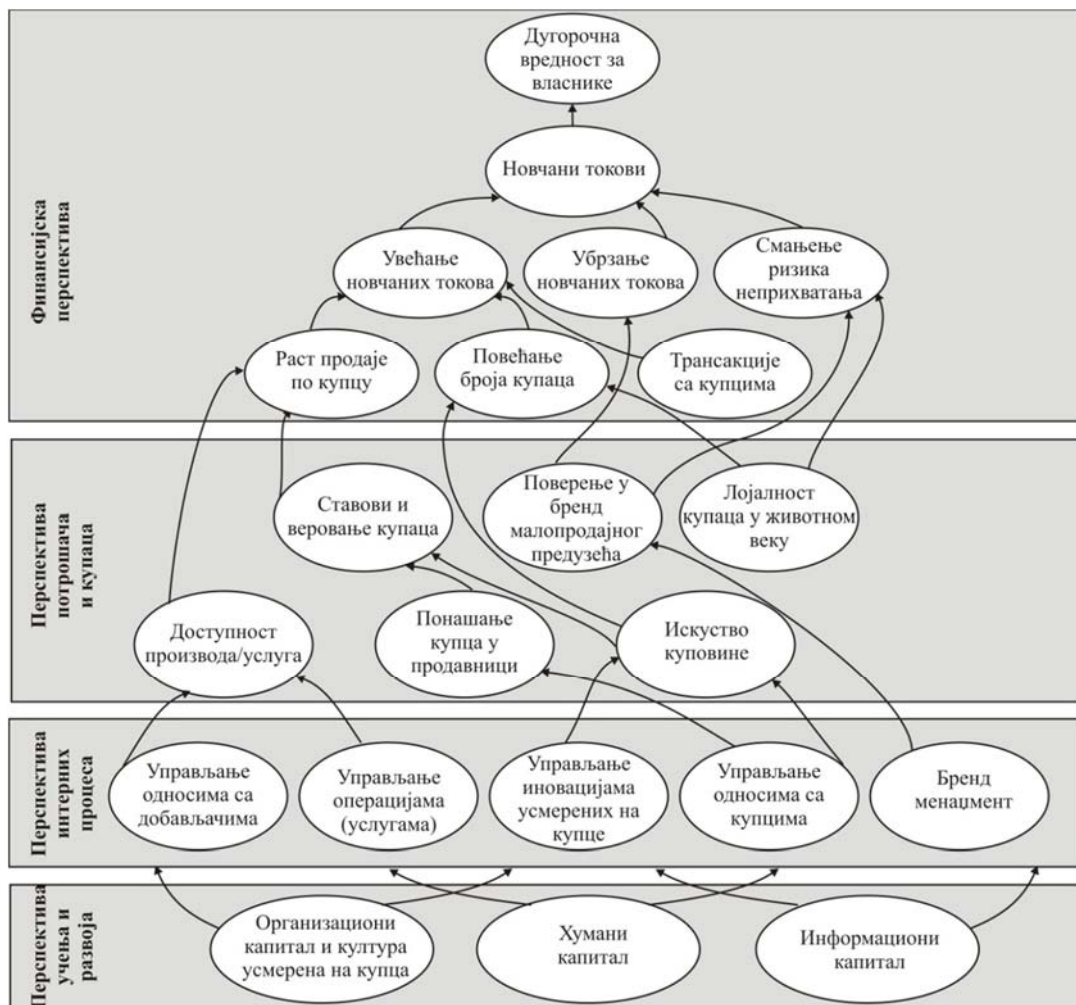 Финансијска
перспектива
Дугорочна
вредност за
власнике
Новчани токови
Увећање
новчаних токова
Убрзање
новчаних токова
Смањење
ризика
неприхватања
Раст продаје
по купцу
Повећање
броја купаца
Трансакције
са купцима
Перспектива
потрошача
и купаца
Ставови и
веровање купаца
Поверење у
бренд
малопродајног
предузећа
Лојалност
купаца у животном
веку
Доступност
производа/услуга
Понашање
купца у
продавници
Искуство
куповине
Перспектива
интерних
процеса
Управљање
односима са
добављачима
Управљање
операцијама
(услугама)
Управљање
иновацијама
усмерених на
купце
Управљање
односима са
купцима
Бренд
менаџмент
Перспектива
учења и
развоја
Организациони
капитал и култура
усмерена на купца
Хумани
капитал
Информациони
капитал